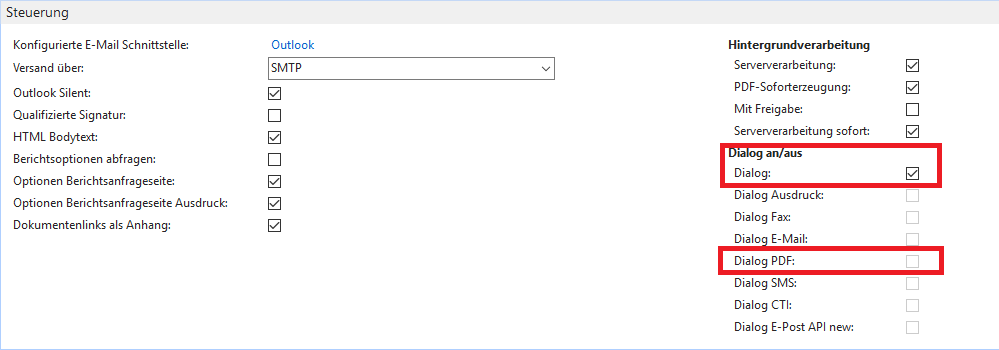 Steuerung
Konfigurierte E-Mail Schnittstelle: Outlook
Versand über: SMTP
Outlook Silent:
Qualifizierte Signatur:
HTML Bodytext:
Berichtsoptionen abfragen:
Optionen Berichtsanfrageseite:
Optionen Berichtsanfrageseite Ausdruck:
Dokumentenlinks als Anhang:
Hintergrundverarbeitung
Serververarbeitung:
PDF-Soforterzeugung:
Mit Freigabe:
Serververarbeitung sofort:
Dialog an/aus
Dialog:
Dialog Ausdruck:
Dialog Fax:
Dialog E-Mail:
Dialog PDF:
Dialog SMS:
Dialog CTI:
Dialog E-Post API new: